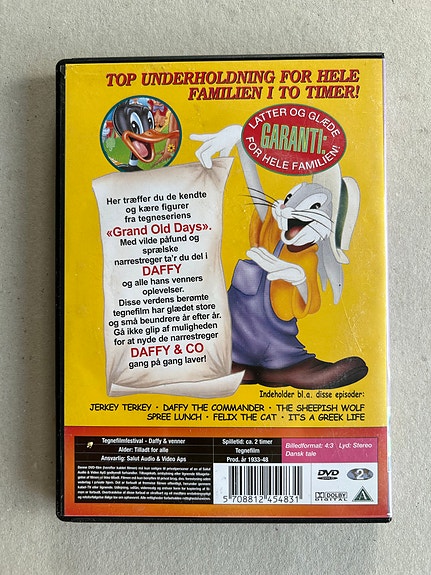 TOP UNDERHOLDNING FOR HELE
FAMILIEN I TO TIMER!
LATTER OG GLÆDE
GARANTI:
FOR HELE FAMILIEN!
Her træffer du de kendte
og kære figurer
fra tegneseriens
«Grand Old Days».
Med vilde påfund og
sprælske
narrestreger ta'r du del i
DAFFY
og alle hans venners
oplevelser.
Disse verdens berømte
tegnefilm har glædet store
og små beundrere år efter år.
Gå ikke glip af muligheden
for at nyde de narrestreger
DAFFY & CO
gang på gang laver!
Indeholder bl.a. disse episoder:
JERKEY TERKEY · DAFFY THE COMMANDER · THE SHEEPISH WOLF
SPREE LUNCH · FELIX THE CAT · IT'S A GREEK LIFE
Tegnefilmfestival - Daffy & venner
Alder: Tilladt for alle
Ansvarlig: Salut Audio & Video Aps
Spilletid: ca. 2 timer
Tegnefilm
Prod. år 1933-48
Billedformat: 4:3 Lyd: Stereo
Dansk tale
DVD
2
DOLBY
DIGITAL
A
5 708812 454831